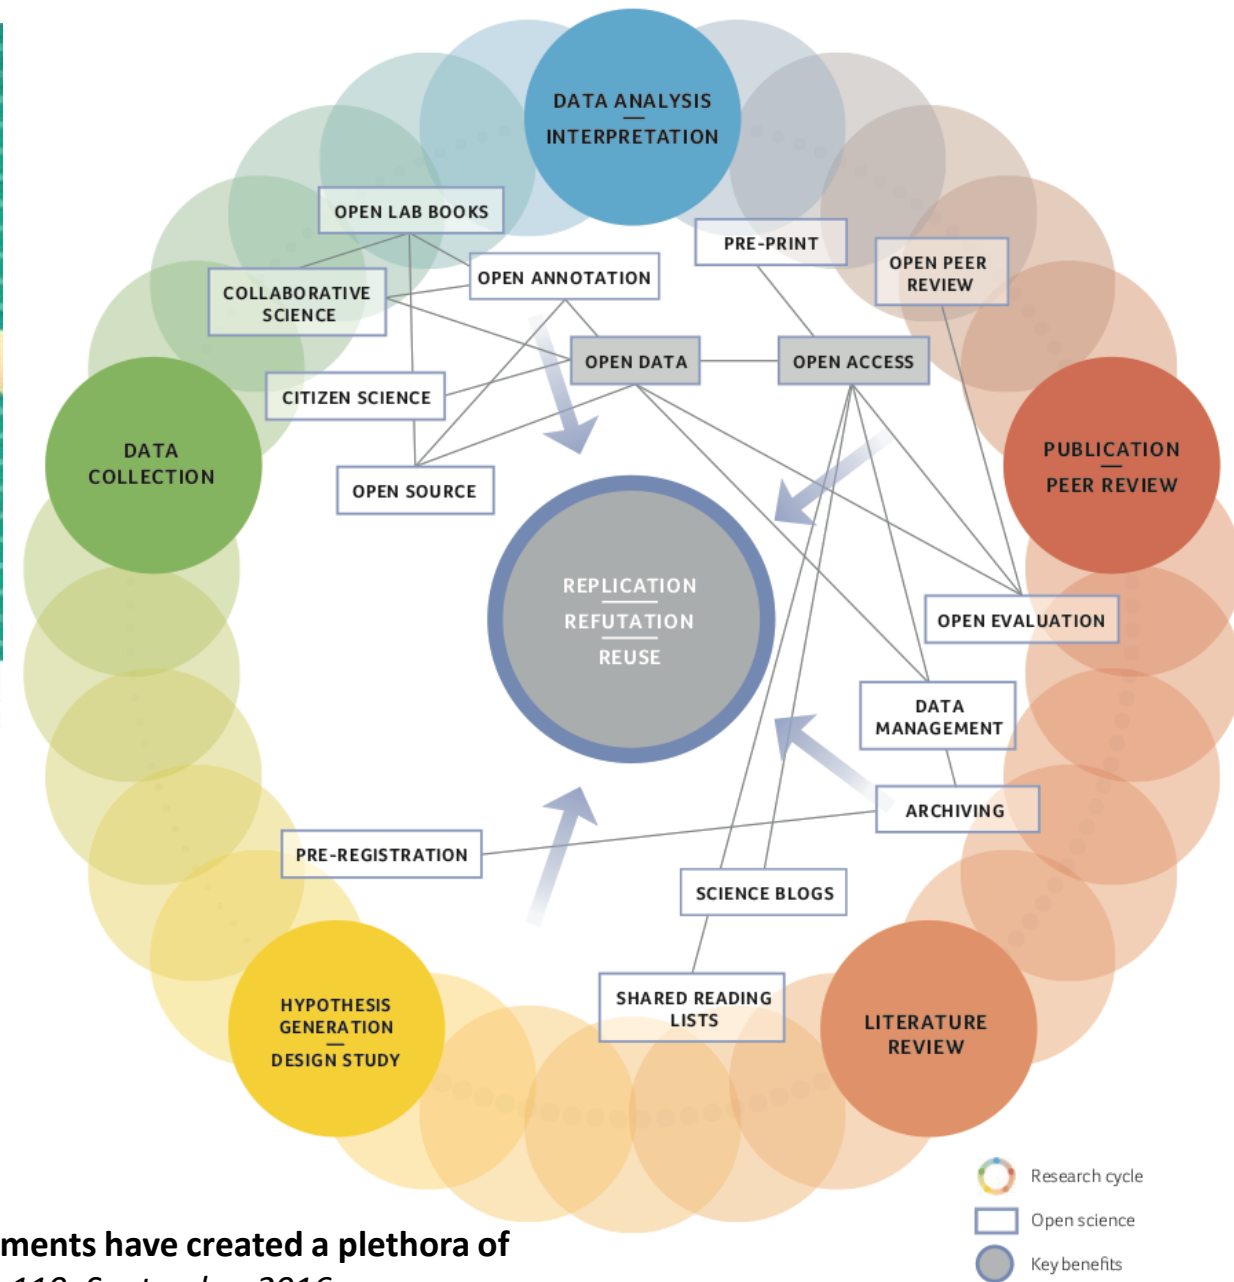 DATA ANALYSIS
INTERPRETATION
OPEN LAB BOOKS
PRE-PRINT
OPEN PEER
REVIEW
OPEN ANNOTATION
COLLABORATIVE
SCIENCE
OPEN DATA
OPEN ACCESS
CITIZEN SCIENCE
DATA
COLLECTION
PUBLICATION
PEER REVIEW
OPEN SOURCE
REPLICATION
REFUTATION
REUSE
OPEN EVALUATION
DATA
MANAGEMENT
ARCHIVING
PRE-REGISTRATION
SCIENCE BLOGS
SHARED READING
LISTS
HYPOTHESIS
GENERATION
DESIGN STUDY
LITERATURE
REVIEW
Research cycle
Open science
Key benefits
ments have created a plethora of